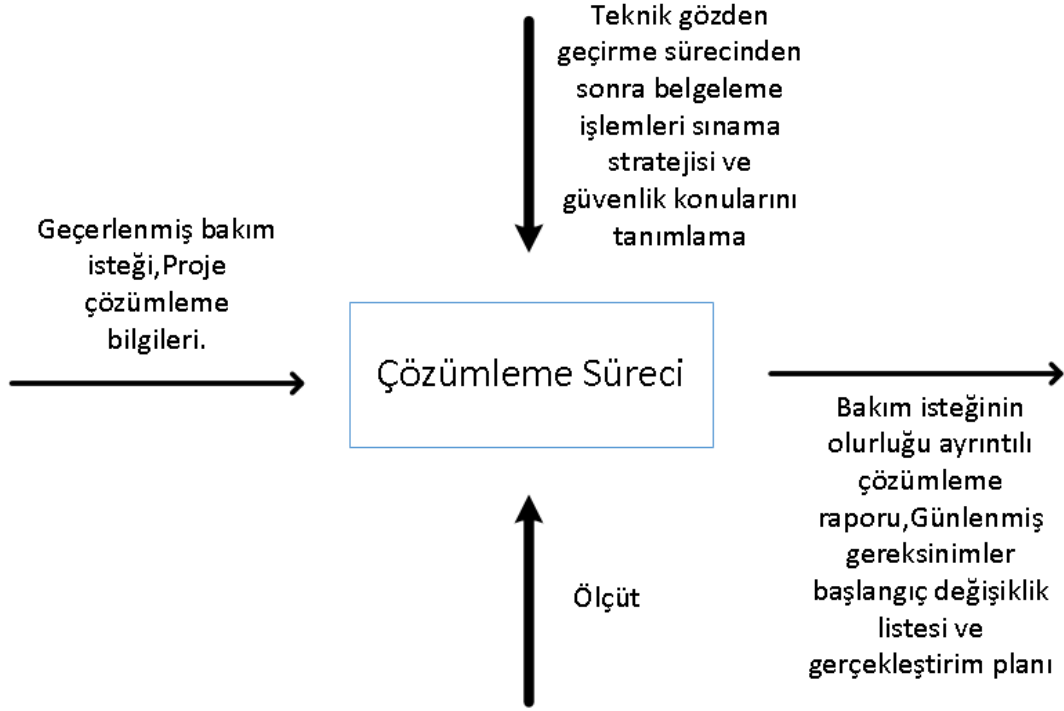 Teknik gözden
geçirme sürecinden
sonra belgeleme
işlemleri sınama
stratejisi ve
güvenlik konularını
tanımlama
Geçerlenmiş bakım
isteği,Proje
çözümleme
bilgileri.
Çözümleme Süreci
Bakım isteğinin
olurluğu ayrıntılı
çözümleme
raporu,Günlenmiş
gereksinimler
başlangıç değişiklik
listesi ve
gerçekleştirim planı
Ölçüt